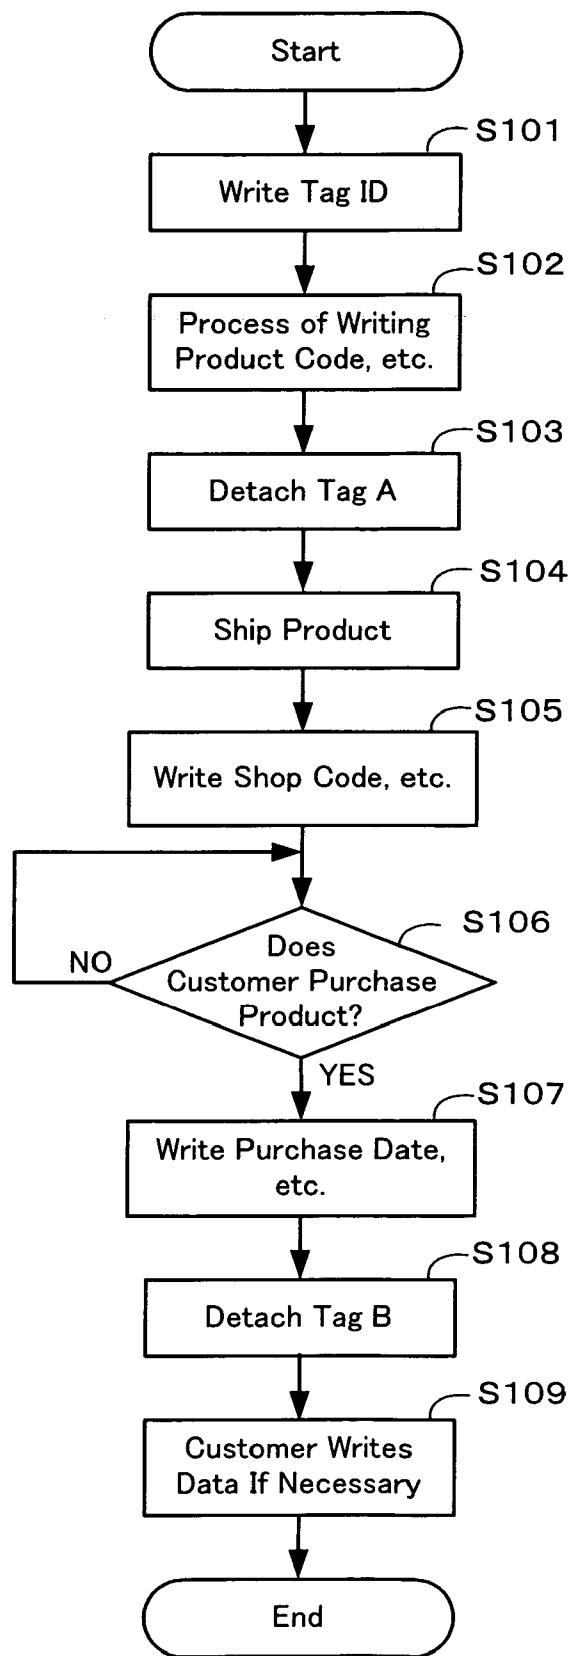 Start
S101
Write Tag ID
S102
Process of Writing
Product Code, etc.
S103
Detach Tag A
S104
Ship Product
S105
Write Shop Code, etc.
S106
Does
Customer Purchase
Product?
NO
YES
S107
Write Purchase Date,
etc.
S108
Detach Tag B
S109
Customer Writes
Data If Necessary
End